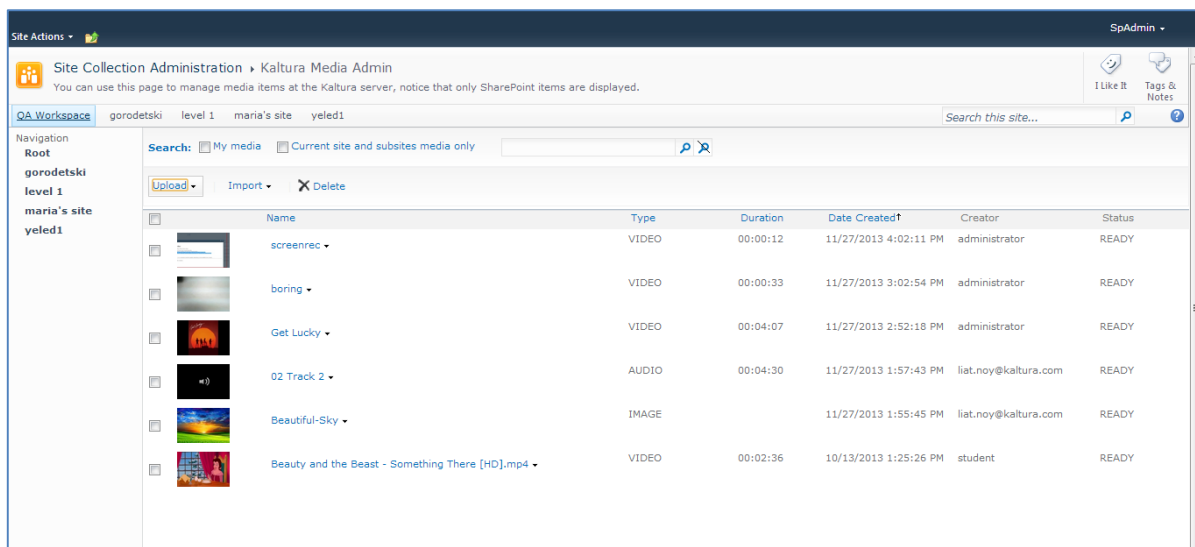 SpAdmin
Site Actions
Site Collection Administration › Kaltura Media Admin
You can use this page to manage media items at the Kaltura server, notice that only SharePoint items are displayed.
I Like It
Tags & Notes
QA Workspace gorodetski level 1 maria's site yeled1
Search this site...
Navigation
Root
gorodetski
level 1
maria's site
yeled1
Search: My media Current site and subsites media only
Upload Import Delete
Name Type Duration Date Created Creator Status
screenrec VIDEO 00:00:12 11/27/2013 4:02:11 PM administrator READY
boring VIDEO 00:00:33 11/27/2013 3:02:54 PM administrator READY
Get Lucky VIDEO 00:04:07 11/27/2013 2:52:18 PM administrator READY
02 Track 2 AUDIO 00:04:30 11/27/2013 1:57:43 PM liat.noy@kaltura.com READY
Beautiful-Sky IMAGE 11/27/2013 1:55:45 PM liat.noy@kaltura.com READY
Beauty and the Beast - Something There [HD].mp4 VIDEO 00:02:36 10/13/2013 1:25:26 PM student READY